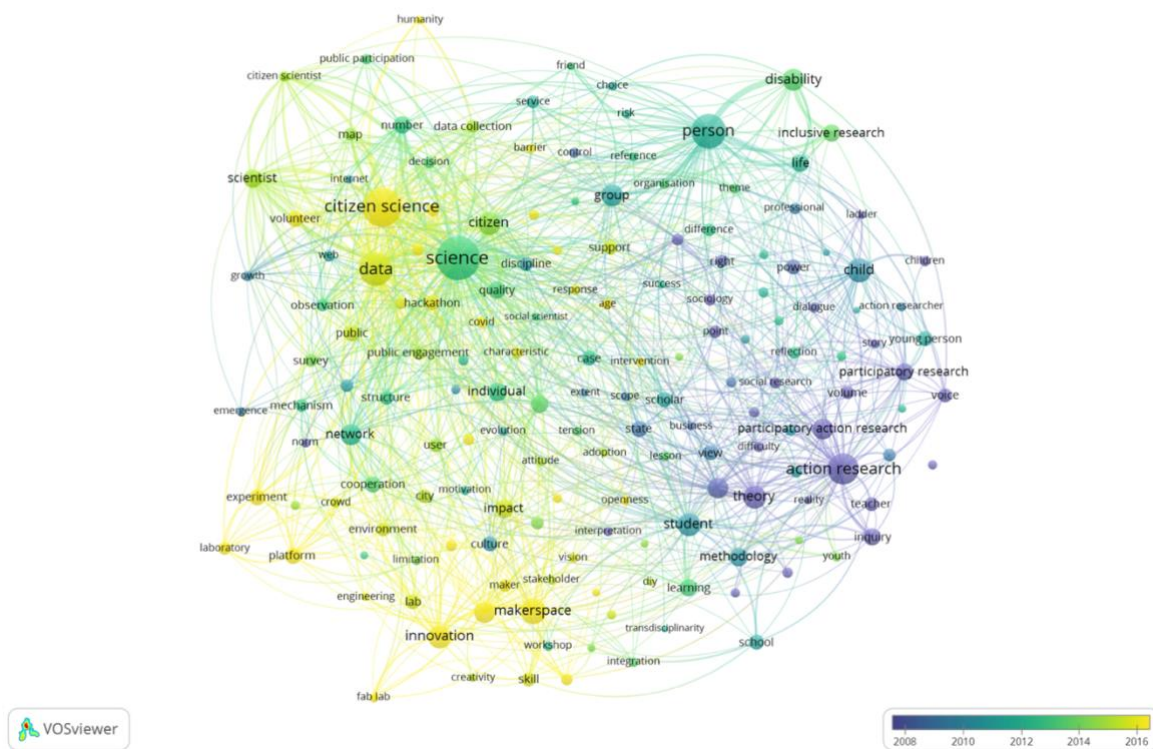 humanity
public participation
friend
citizen scientist
disability
choice
service
risk
number
data collection
person
inclusive research
map
barrier
control
reference
decision
life
scientist
internet
organisation
theme
group
citizen science
professional
ladder
volunteer
citizen
difference
support
web
science
discipline
right
power
children
data
child
growth
success
quality
response
sociology
observation
hackathon
age
dialogue
action researcher
social scientist
covid
public
point
story
young person
public engagement
characteristic
reflection
survey
case
intervention
participatory research
social research
individual
extent
scope
scholar
volume
voice
structure
mechanism
emergence
network
evolution
tension
state
business
participatory action research
norm
user
difficulty
adoption
lesson
view
attitude
action research
cooperation
motivation
experiment
crowd
city
openness
theory
reality
teacher
impact
environment
student
interpretation
inquiry
culture
laboratory
platform
limitation
vision
methodology
youth
stakeholder
diy
maker
learning
engineering
lab
makerspace
innovation
transdisciplinarity
workshop
school
integration
creativity
skill
fab lab
VOSviewer
2008 2010 2012 2014 2016